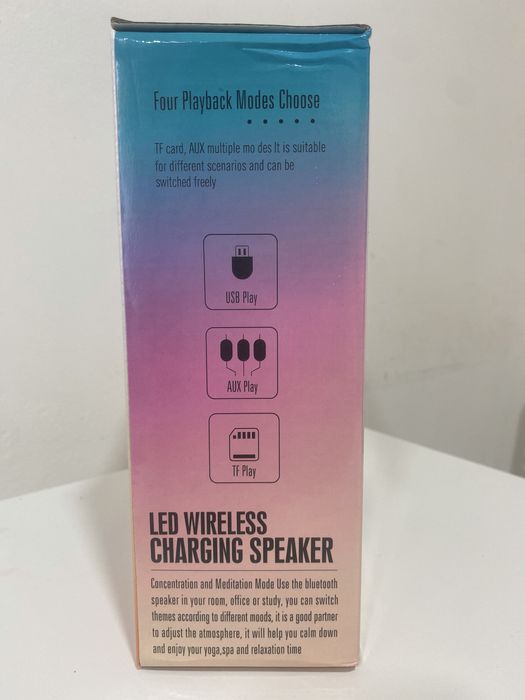 Four Playback Modes Choose
TF card, AUX multiple mo des It is suitable
for different scenarios and can be
switched freely
USB Play
AUX Play
TF Play
LED WIRELESS
CHARGING SPEAKER
Concentration and Meditation Mode Use the bluetooth
speaker in your room, office or study, you can switch
themes according to different moods, it is a good partner
to adjust the atmosphere, it will help you calm down
and enjoy your yoga,spa and relaxation time